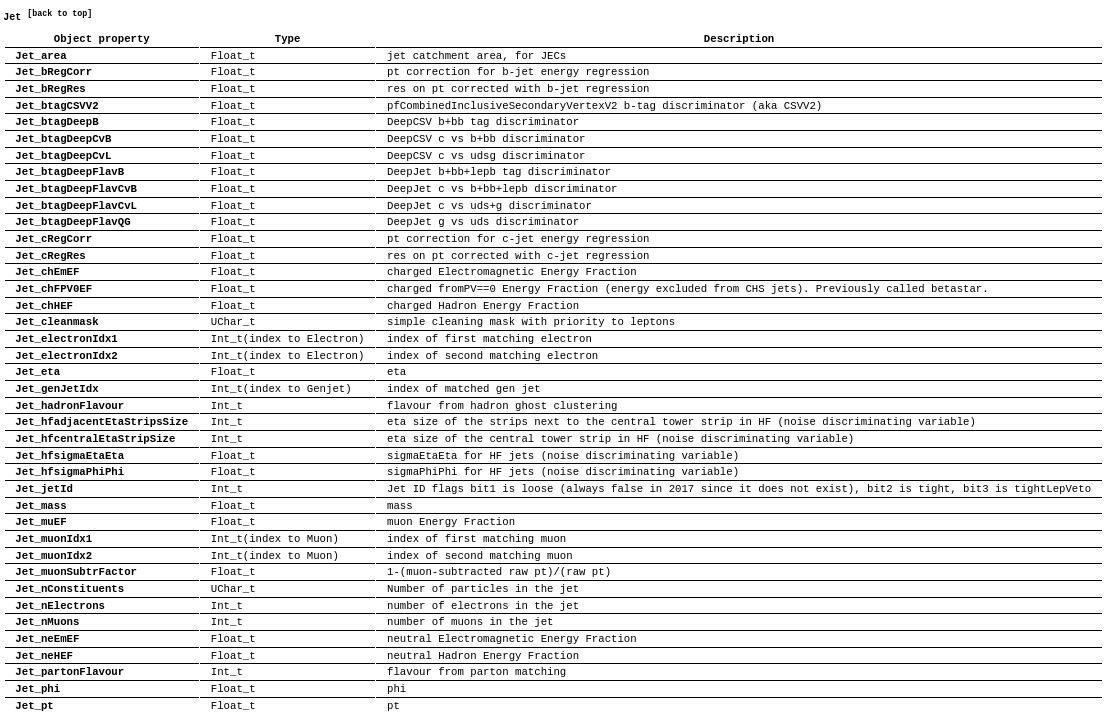 Jet [back to top]
Object property Type Description
Jet_area Float_t jet catchment area, for JECs
Jet_bRegCorr Float_t pt correction for b-jet energy regression
Jet_bRegRes Float_t res on pt corrected with b-jet regression
Jet_btagCSVV2 Float_t pfCombinedInclusiveSecondaryVertexV2 b-tag discriminator (aka CSVV2)
Jet_btagDeepB Float_t DeepCSV b+bb tag discriminator
Jet_btagDeepCvB Float_t DeepCSV c vs b+bb discriminator
Jet_btagDeepCvL Float_t DeepCSV c vs udsg discriminator
Jet_btagDeepFlavB Float_t DeepJet b+bb+lepb tag discriminator
Jet_btagDeepFlavCvB Float_t DeepJet c vs b+bb+lepb discriminator
Jet_btagDeepFlavCvL Float_t DeepJet c vs uds+g discriminator
Jet_btagDeepFlavQG Float_t DeepJet g vs uds discriminator
Jet_cRegCorr Float_t pt correction for c-jet energy regression
Jet_cRegRes Float_t res on pt corrected with c-jet regression
Jet_chEmEF Float_t charged Electromagnetic Energy Fraction
Jet_chFPV0EF Float_t charged fromPV==0 Energy Fraction (energy excluded from CHS jets). Previously called betastar.
Jet_chHEF Float_t charged Hadron Energy Fraction
Jet_cleanmask UChar_t simple cleaning mask with priority to leptons
Jet_electronIdx1 Int_t(index to Electron) index of first matching electron
Jet_electronIdx2 Int_t(index to Electron) index of second matching electron
Jet_eta Float_t eta
Jet_genJetIdx Int_t(index to Genjet) index of matched gen jet
Jet_hadronFlavour Int_t flavour from hadron ghost clustering
Jet_hfadjacentEtaStripsSize Int_t eta size of the strips next to the central tower strip in HF (noise discriminating variable)
Jet_hfcentralEtaStripSize Int_t eta size of the central tower strip in HF (noise discriminating variable)
Jet_hfsigmaEtaEta Float_t sigmaEtaEta for HF jets (noise discriminating variable)
Jet_hfsigmaPhiPhi Float_t sigmaPhiPhi for HF jets (noise discriminating variable)
Jet_jetId Int_t Jet ID flags bit1 is loose (always false in 2017 since it does not exist), bit2 is tight, bit3 is tightLepVeto
Jet_mass Float_t mass
Jet_muEF Float_t muon Energy Fraction
Jet_muonIdx1 Int_t(index to Muon) index of first matching muon
Jet_muonIdx2 Int_t(index to Muon) index of second matching muon
Jet_muonSubtrFactor Float_t 1-(muon-subtracted raw pt)/(raw pt)
Jet_nConstituents UChar_t Number of particles in the jet
Jet_nElectrons Int_t number of electrons in the jet
Jet_nMuons Int_t number of muons in the jet
Jet_neEmEF Float_t neutral Electromagnetic Energy Fraction
Jet_neHEF Float_t neutral Hadron Energy Fraction
Jet_partonFlavour Int_t flavour from parton matching
Jet_phi Float_t phi
Jet_pt Float_t pt